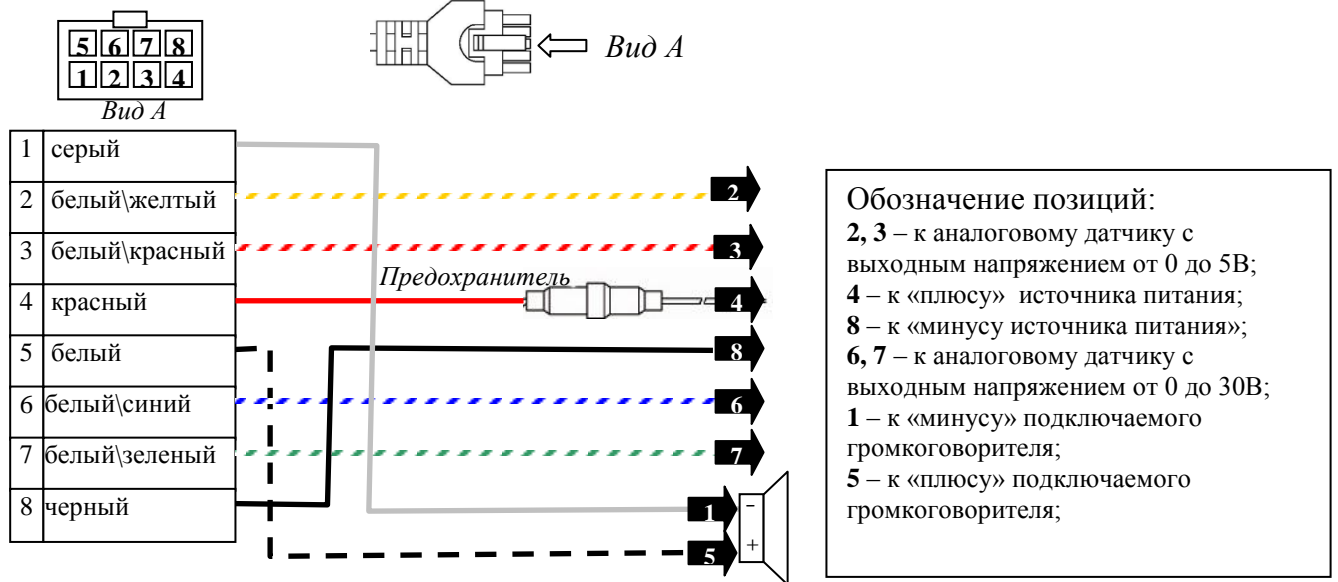 5 6 7 8
1 2 3 4
Вид А
Вид А
1 серый
2 белый\желтый
3 белый\красный
4 красный
5 белый
6 белый\синий
7 белый\зеленый
8 черный
Предохранитель
2
3
4
8
6
7
1 -
5 +
Обозначение позиций:
2, 3 – к аналоговому датчику с
выходным напряжением от 0 до 5В;
4 – к «плюсу» источника питания;
8 – к «минусу источника питания»;
6, 7 – к аналоговому датчику с
выходным напряжением от 0 до 30В;
1 – к «минусу» подключаемого
громкоговорителя;
5 – к «плюсу» подключаемого
громкоговорителя;